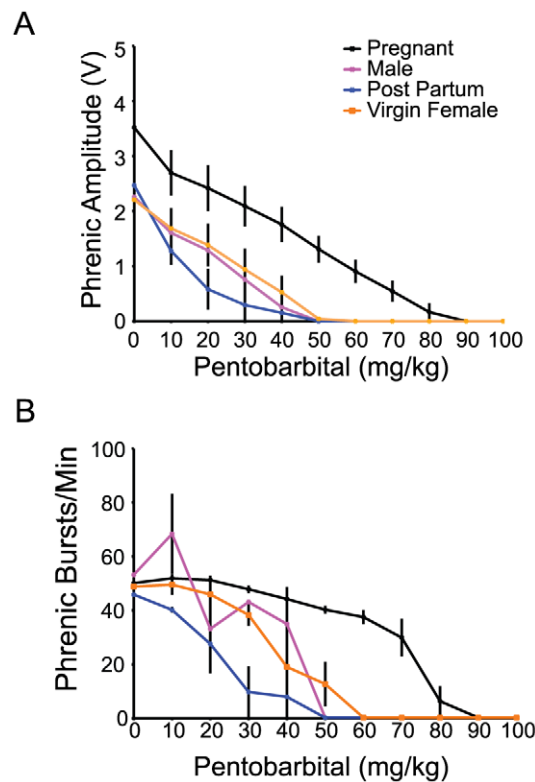 A
Phrenic Amplitude (V)
5
4
3
2
1
0
Pregnant
Male
Post Partum
Virgin Female
0 10 20 30 40 50 60 70 80 90 100
Pentobarbital (mg/kg)
B
Phrenic Bursts/Min
100
80
60
40
20
0
0 10 20 30 40 50 60 70 80 90 100
Pentobarbital (mg/kg)